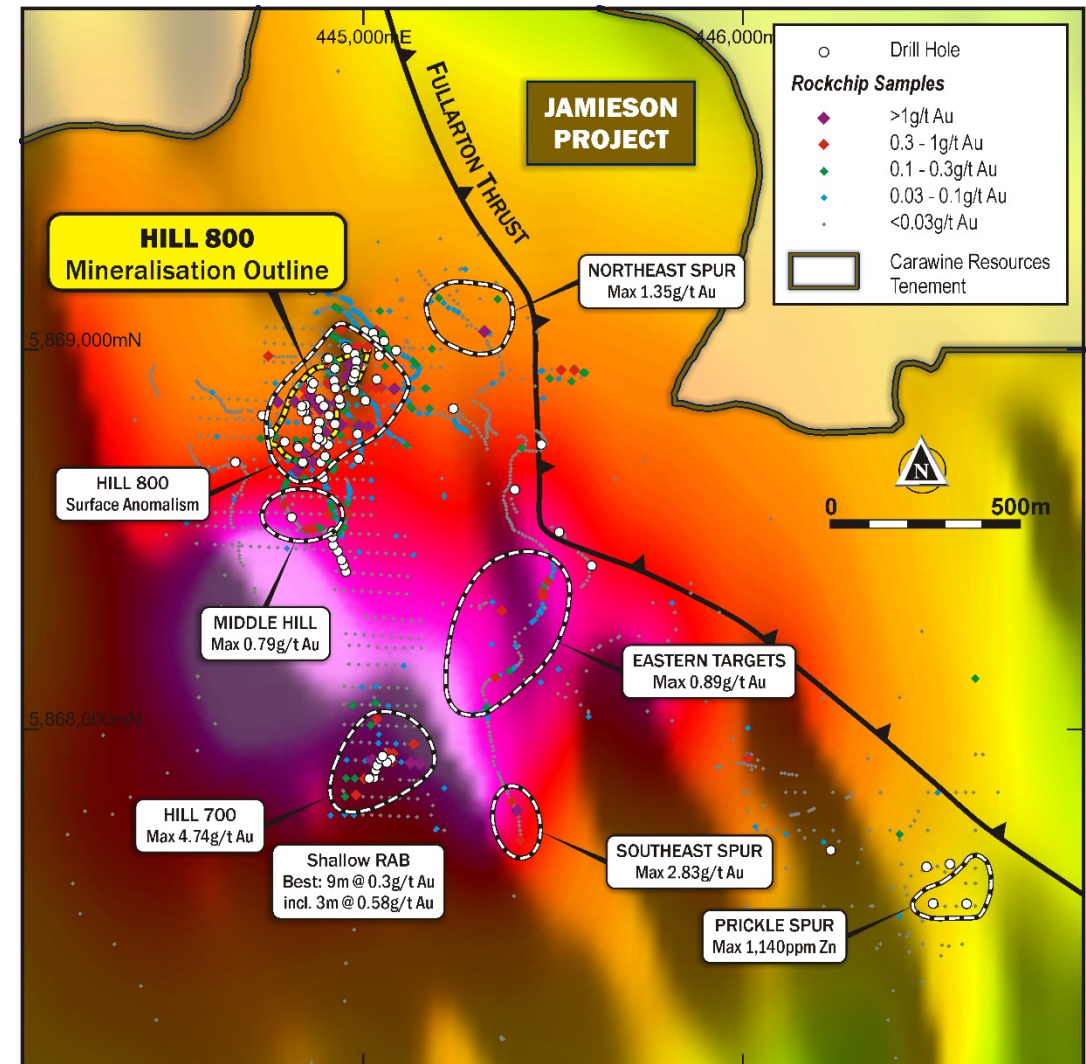 445,000mE
446,000m
FULLARTON THRUST
JAMIESON
PROJECT
Drill Hole
Rockchip Samples
>1g/t Au
0.3 - 1g/t Au
0.1 - 0.3g/t Au
0.03 - 0.1g/t Au
<0.03g/t Au
Carawine Resources
Tenement
HILL 800
Mineralisation Outline
NORTHEAST SPUR
Max 1.35g/t Au
5,869,000mN
N
0 500m
HILL 800
Surface Anomalism
MIDDLE HILL
Max 0.79g/t Au
EASTERN TARGETS
Max 0.89g/t Au
5,868,000mN
HILL 700
Max 4.74g/t Au
Shallow RAB
Best: 9m @ 0.3g/t Au
incl. 3m @ 0.58g/t Au
SOUTHEAST SPUR
Max 2.83g/t Au
PRICKLE SPUR
Max 1,140ppm Zn